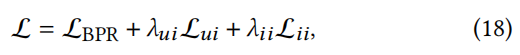 ℒ = ℒ_BPR + λ_ui ℒ_ui + λ_ii ℒ_ii, (18)